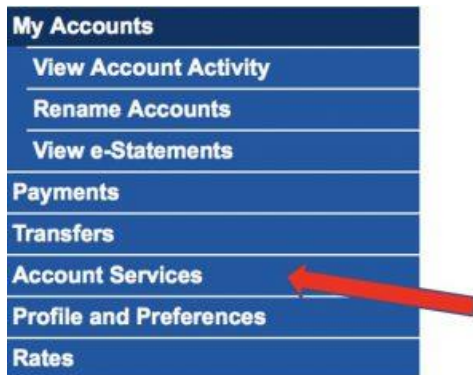 My Accounts
View Account Activity
Rename Accounts
View e-Statements
Payments
Transfers
Account Services
Profile and Preferences
Rates